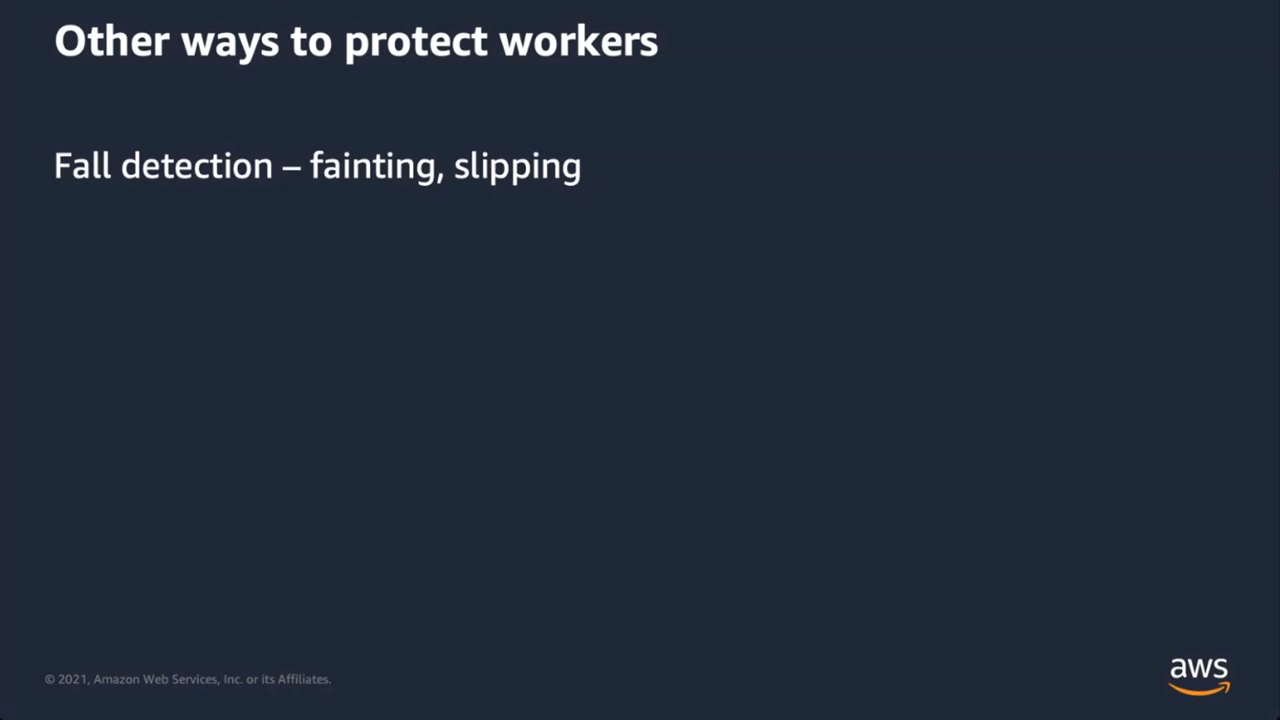 Other ways to protect workers
Fall detection – fainting, slipping
© 2021, Amazon Web Services, Inc. or its Affiliates.
aws